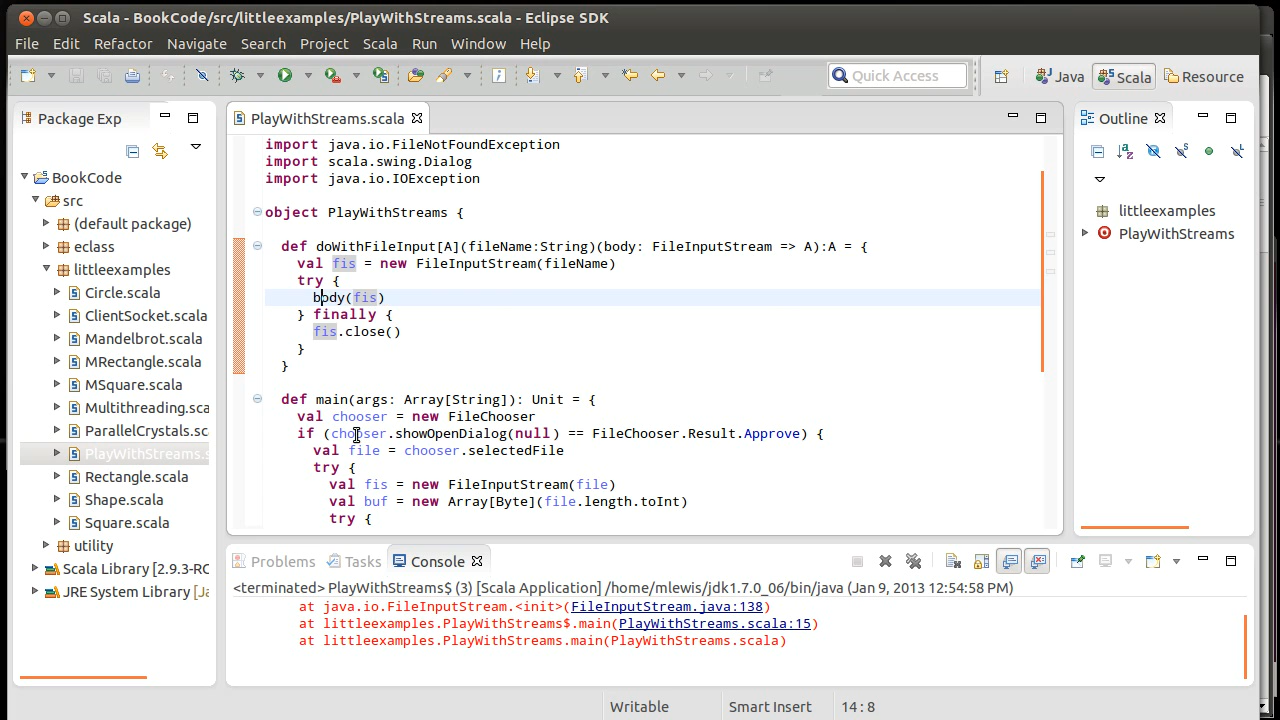 Scala - BookCode/src/littleexamples/PlayWithStreams.scala - Eclipse SDK
File Edit Refactor Navigate Search Project Scala Run Window Help
Quick Access
Java
Scala
Resource
Package Exp
BookCode
src
(default package)
eclass
littleexamples
Circle.scala
ClientSocket.scala
Mandelbrot.scala
MRectangle.scala
MSquare.scala
Multithreading.sca
ParallelCrystals.sc
PlayWithStreams.s
Rectangle.scala
Shape.scala
Square.scala
utility
Scala Library [2.9.3-RC
JRE System Library [Ja
PlayWithStreams.scala
import java.io.FileNotFoundException
import scala.swing.Dialog
import java.io.IOException
object PlayWithStreams {
def doWithFileInput[A](fileName:String)(body: FileInputStream => A):A = {
val fis = new FileInputStream(fileName)
try {
body(fis)
} finally {
fis.close()
}
}
def main(args: Array[String]): Unit = {
val chooser = new FileChooser
if (chooser.showOpenDialog(null) == FileChooser.Result.Approve) {
val file = chooser.selectedFile
try {
val fis = new FileInputStream(file)
val buf = new Array[Byte](file.length.toInt)
try {
Outline
littleexamples
PlayWithStreams
Problems Tasks Console
<terminated> PlayWithStreams$ (3) [Scala Application] /home/mlewis/jdk1.7.0_06/bin/java (Jan 9, 2013 12:54:58 PM)
at java.io.FileInputStream.<init>(FileInputStream.java:138)
at littleexamples.PlayWithStreams$.main(PlayWithStreams.scala:15)
at littleexamples.PlayWithStreams.main(PlayWithStreams.scala)
Writable Smart Insert 14 : 8